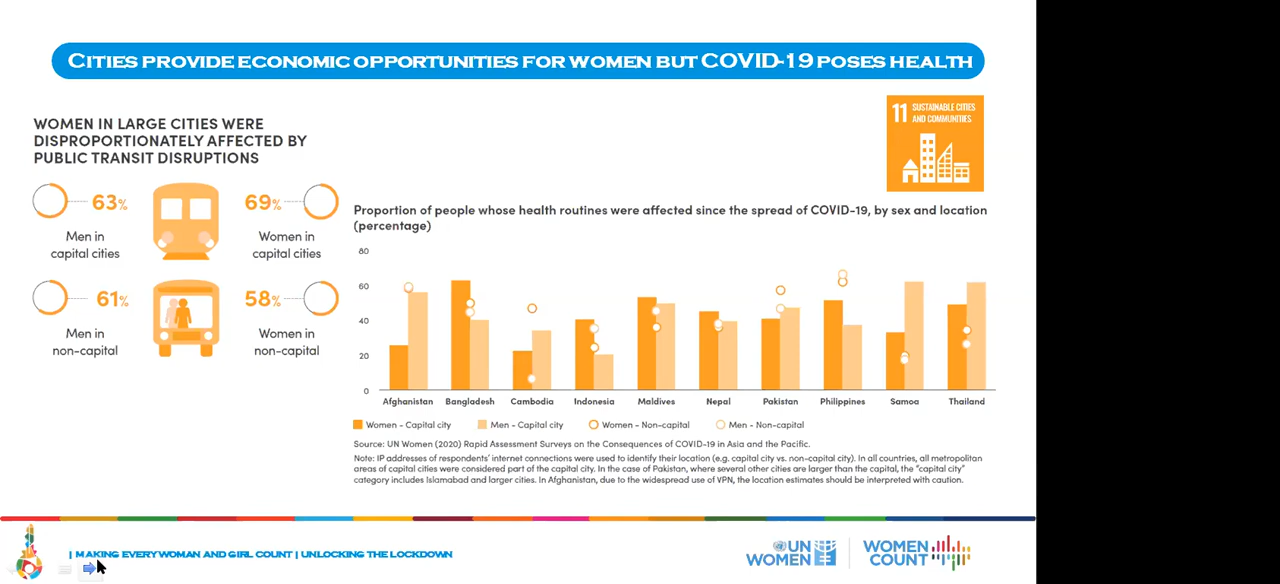 CITIES PROVIDE ECONOMIC OPPORTUNITIES FOR WOMEN BUT COVID-19 POSES HEALTH
11 SUSTAINABLE CITIES
AND COMMUNITIES
WOMEN IN LARGE CITIES WERE
DISPROPORTIONATELY AFFECTED BY
PUBLIC TRANSIT DISRUPTIONS
63%
Men in
capital cities
69%
Women in
capital cities
61%
Men in
non-capital
58%
Women in
non-capital
Proportion of people whose health routines were affected since the spread of COVID-19, by sex and location
(percentage)
80
60
40
20
0
Afghanistan Bangladesh Cambodia Indonesia Maldives Nepal Pakistan Philippines Samoa Thailand
Women - Capital city Men - Capital city Women - Non-capital Men - Non-capital
Source: UN Women (2020) Rapid Assessment Surveys on the Consequences of COVID-19 in Asia and the Pacific.
Note: IP addresses of respondents' internet connections were used to identify their location (e.g. capital city vs. non-capital city). In all countries, all metropolitan
areas of capital cities were considered part of the capital city. In the case of Pakistan, where several other cities are larger than the capital, the "capital city"
category includes Islamabad and larger cities. In Afghanistan, due to the widespread use of VPN, the location estimates should be interpreted with caution.
| MAKING EVERY WOMAN AND GIRL COUNT | UNLOCKING THE LOCKDOWN
UN
WOMEN
WOMEN
COUNT